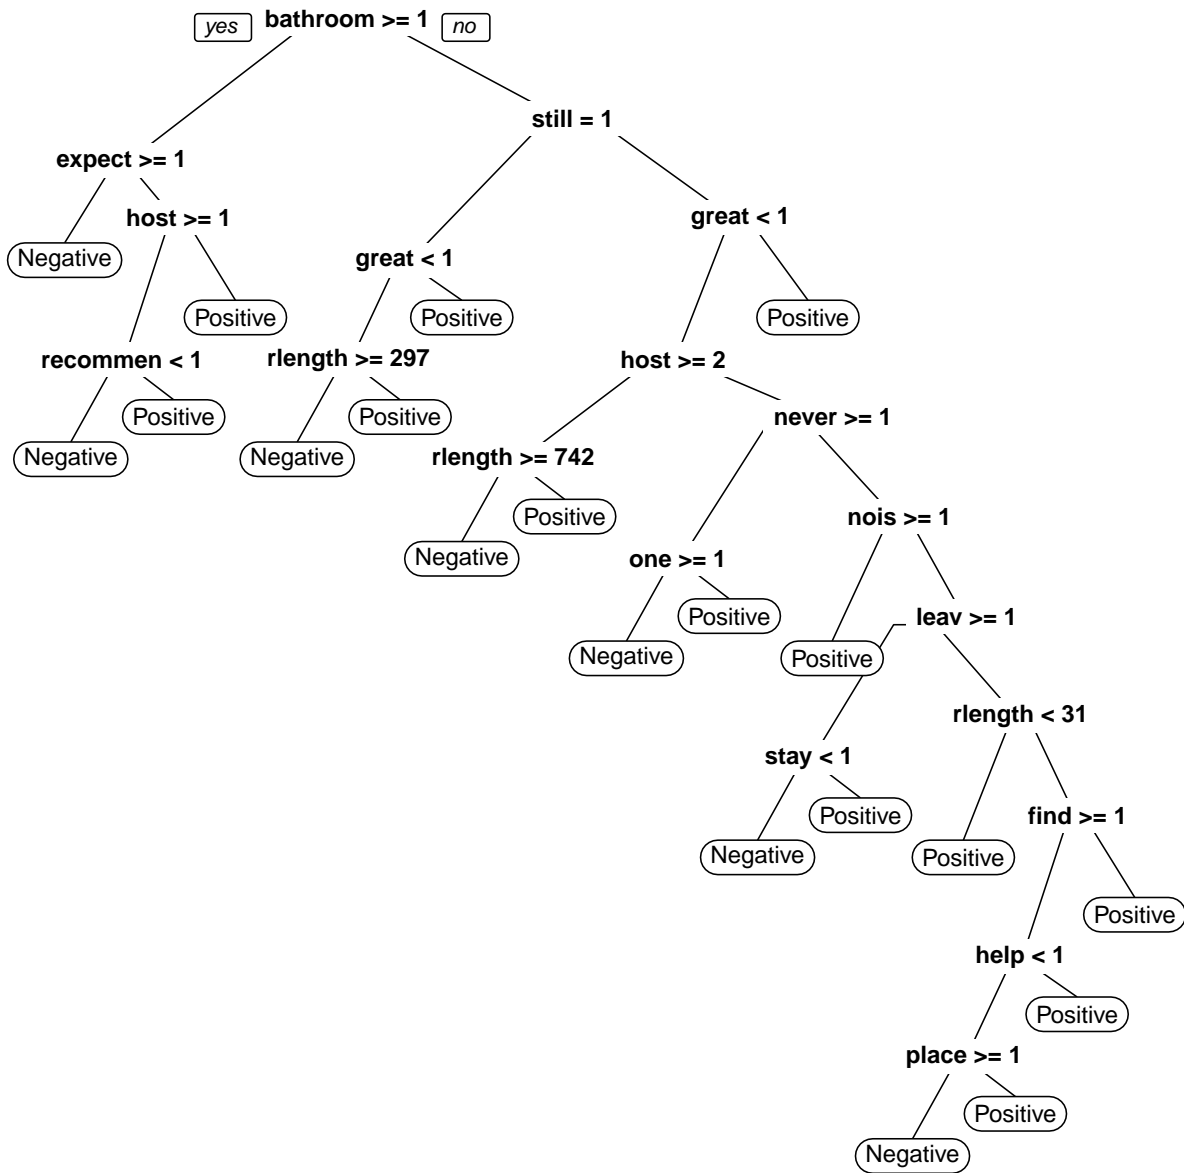 yes
bathroom >= 1
no
still = 1
expect >= 1
host >= 1
great < 1
Negative
great < 1
Positive
Positive
Positive
recommen < 1
rlength >= 297
host >= 2
Positive
Positive
never >= 1
Negative
Negative
rlength >= 742
Positive
nois >= 1
Negative
one >= 1
Positive
leav >= 1
Negative
Positive
rlength < 31
stay < 1
Positive
find >= 1
Negative
Positive
Positive
help < 1
Positive
place >= 1
Positive
Negative